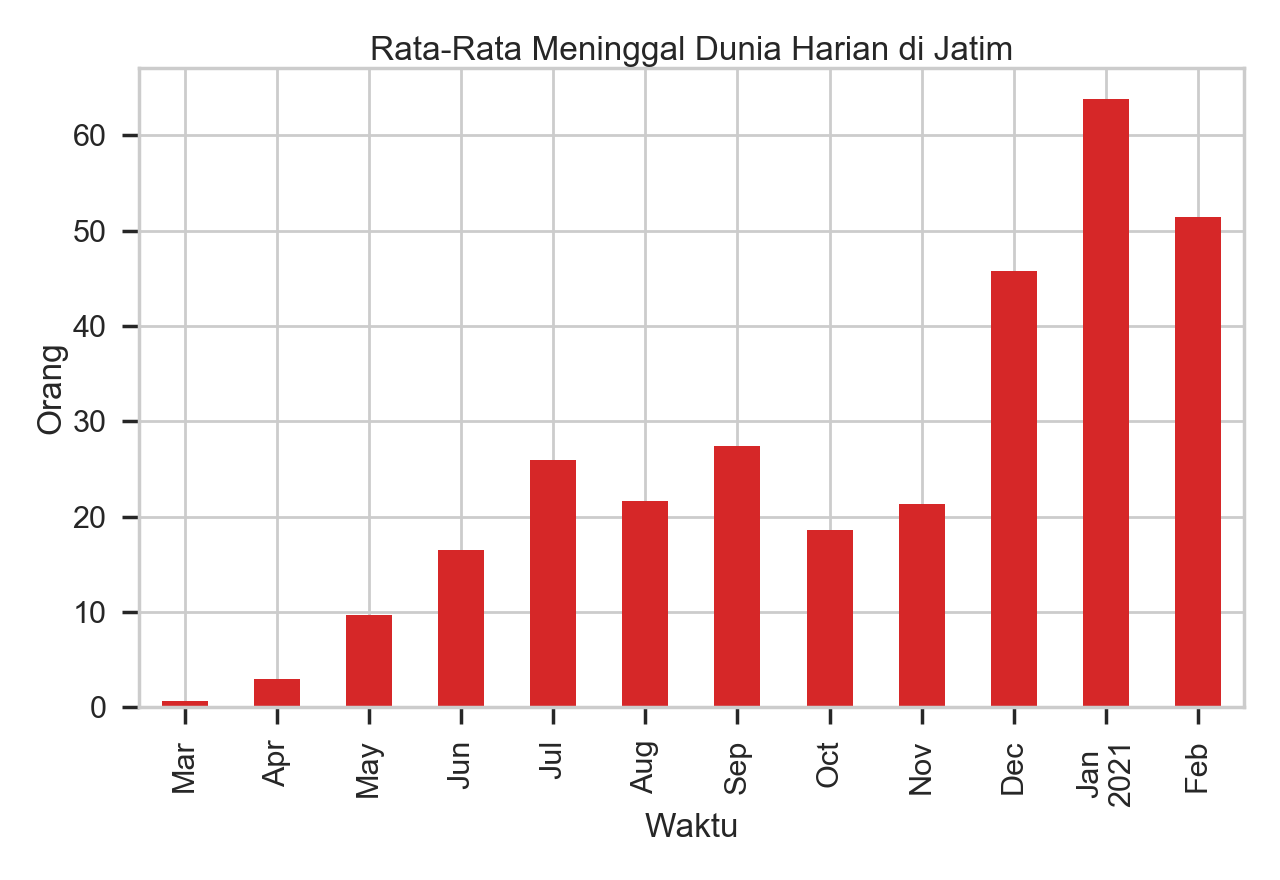 Rata-Rata Meninggal Dunia Harian di Jatim
60
50
40
30
20
10
0
Orang
Mar
Apr
May
Jun
Jul
Aug
Sep
Oct
Nov
Dec
Jan
2021
Feb
Waktu